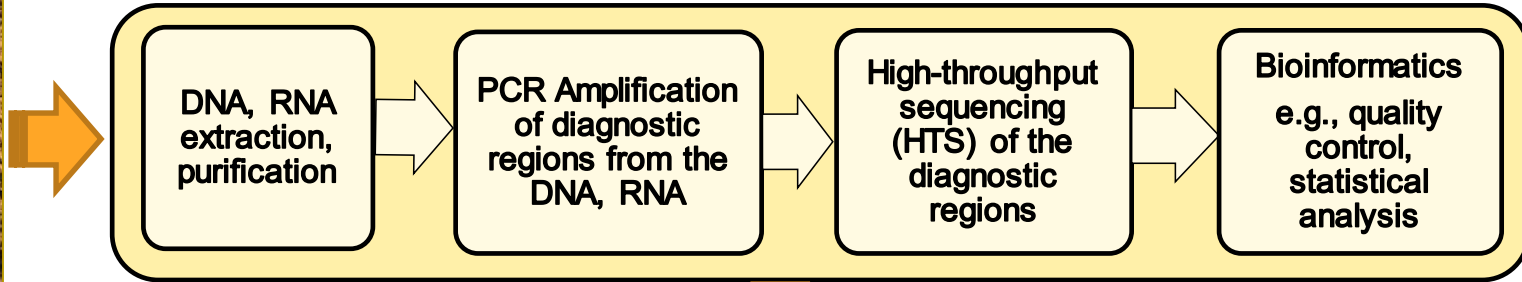 DNA, RNA
extraction,
purification
PCR Amplification
of diagnostic
regions from the
DNA, RNA
High-throughput
sequencing
(HTS) of the
diagnostic
regions
Bioinformatics
e.g., quality
control,
statistical
analysis